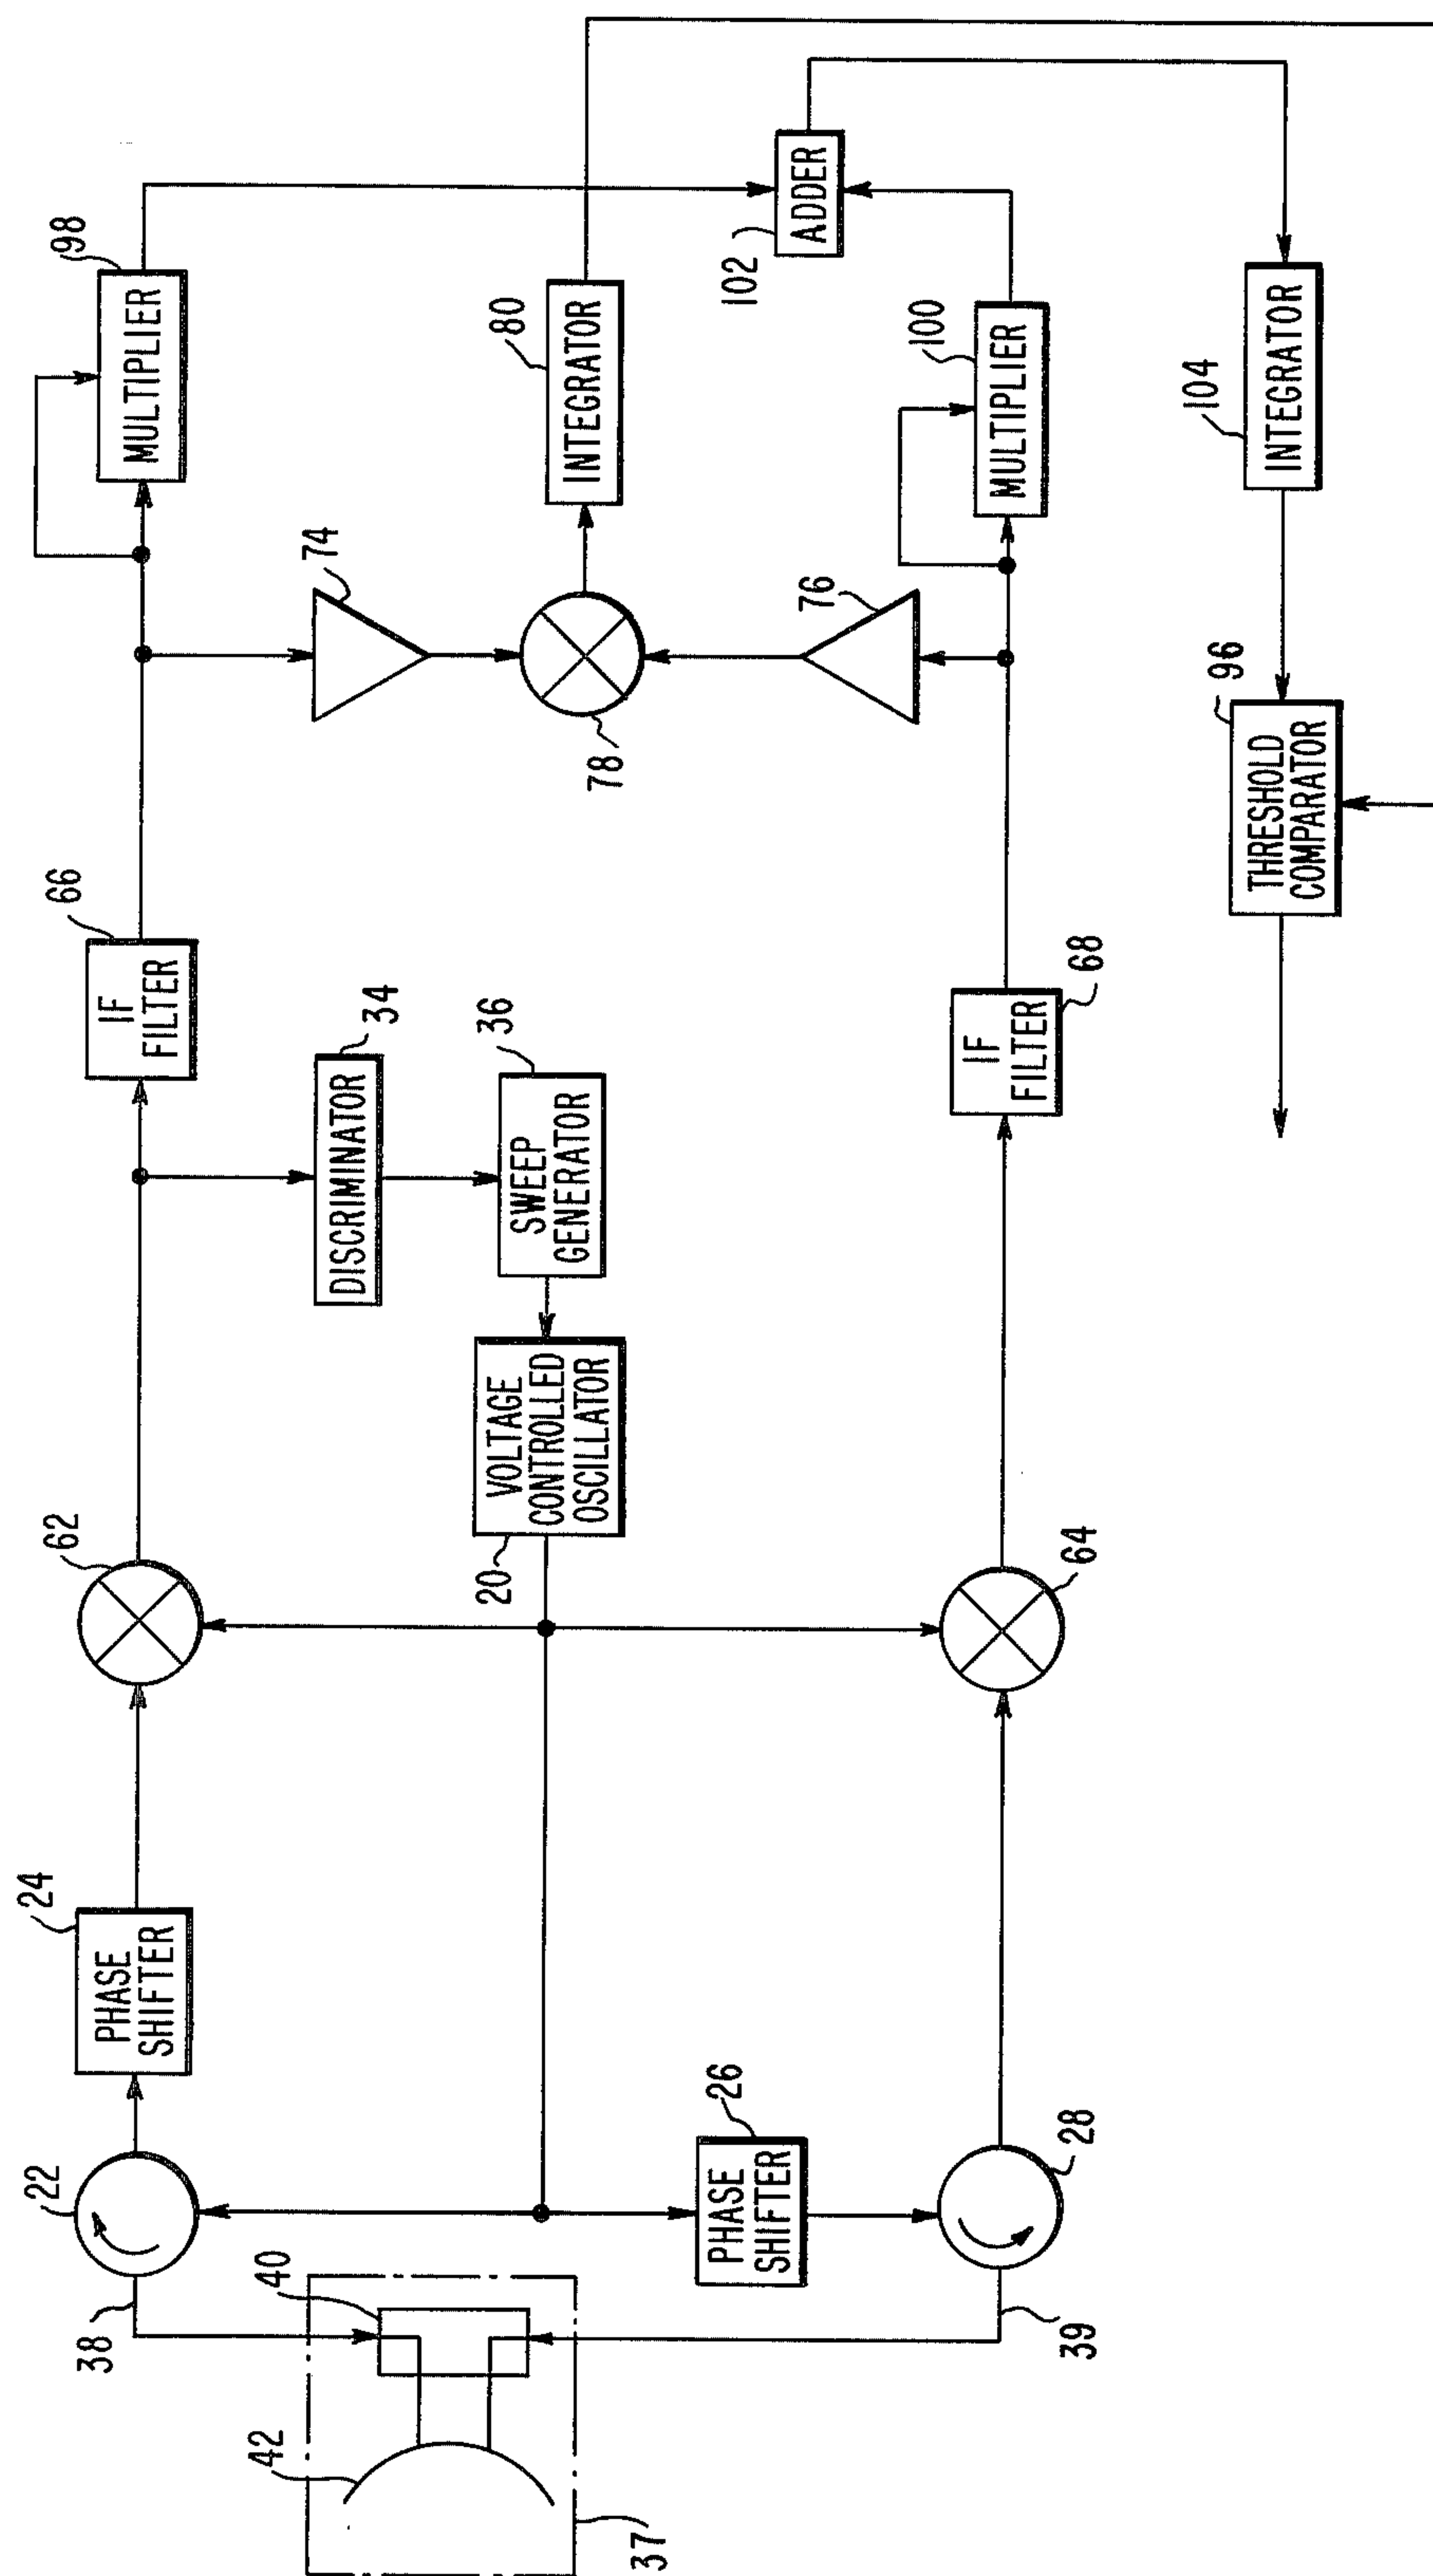 22
24
PHASE
SHIFTER
62
66
IF
FILTER
98
MULTIPLIER
38
34
DISCRIMINATOR
74
40
42
36
SWEEP
GENERATOR
80
INTEGRATOR
20
VOLTAGE
CONTROLLED
OSCILLATOR
78
37
26
PHASE
SHIFTER
76
102
ADDER
39
28
64
68
IF
FILTER
100
MULTIPLIER
96
THRESHOLD
COMPARATOR
104
INTEGRATOR